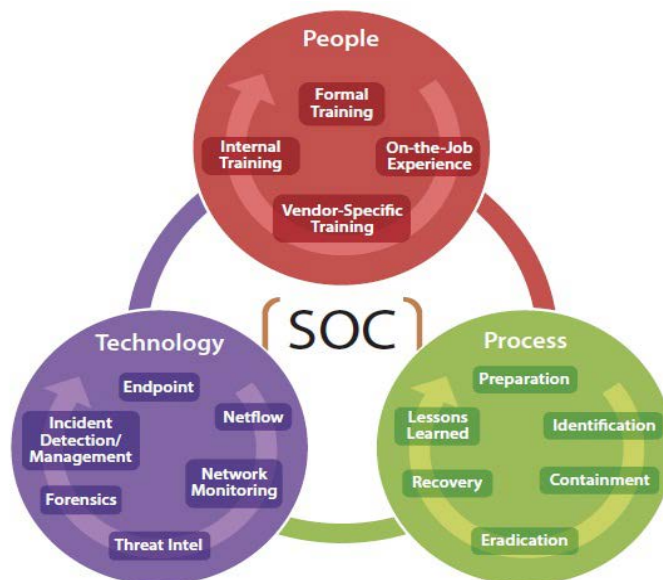 People
Formal
Training
Internal
Training
On-the-Job
Experience
Vendor-Specific
Training
SOC
Technology
Endpoint
Netflow
Incident
Detection/
Management
Network
Monitoring
Forensics
Threat Intel
Process
Preparation
Lessons
Learned
Identification
Recovery
Containment
Eradication